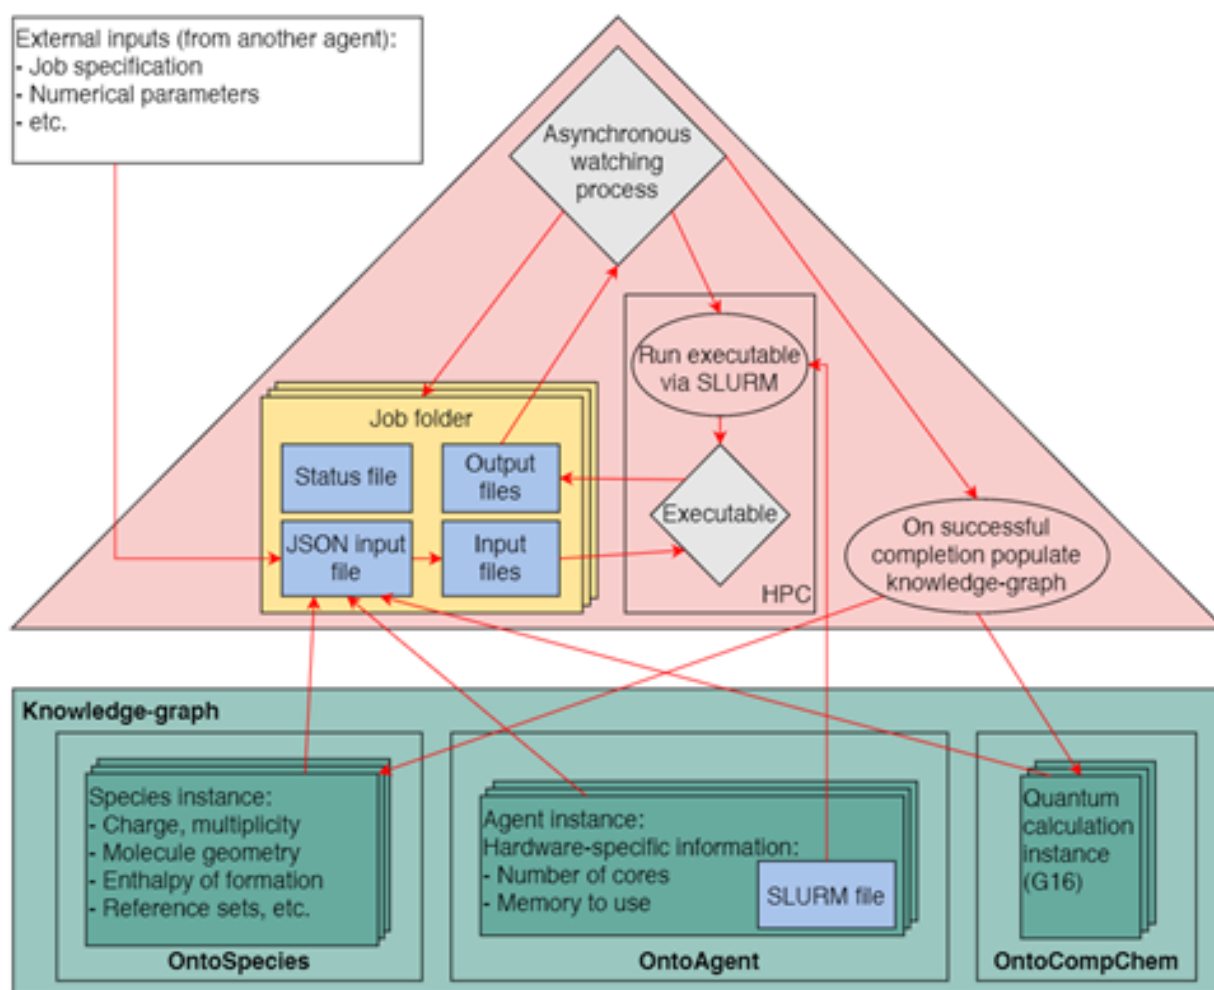 External inputs (from another agent):
- Job specification
- Numerical parameters
- etc.
Asynchronous
watching
process
Run executable
via SLURM
Job folder
Status file
Output
files
JSON input
file
Input
files
Executable
HPC
On successful
completion populate
knowledge-graph
Knowledge-graph
Species instance:
- Charge, multiplicity
- Molecule geometry
- Enthalpy of formation
- Reference sets, etc.
OntoSpecies
Agent instance:
Hardware-specific information:
- Number of cores
- Memory to use
SLURM file
OntoAgent
Quantum
calculation
instance
(G16)
OntoCompChem